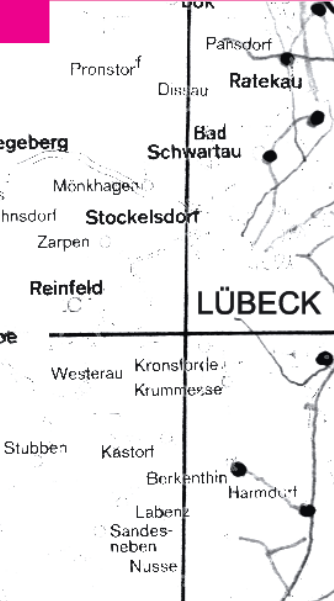 Pansdorf
Pronstorf
Dissau
Ratekau
egeberg
Bad
Schwartau
Mönkhagen
hnsdorf
Stockelsdorf
Zarpen
Reinfeld
LÜBECK
Westerau
Kronsforde
Krummesse
Stubben
Kastorf
Berkenthin
Harmdorf
Labenz
Sandes-
neben
Nusse